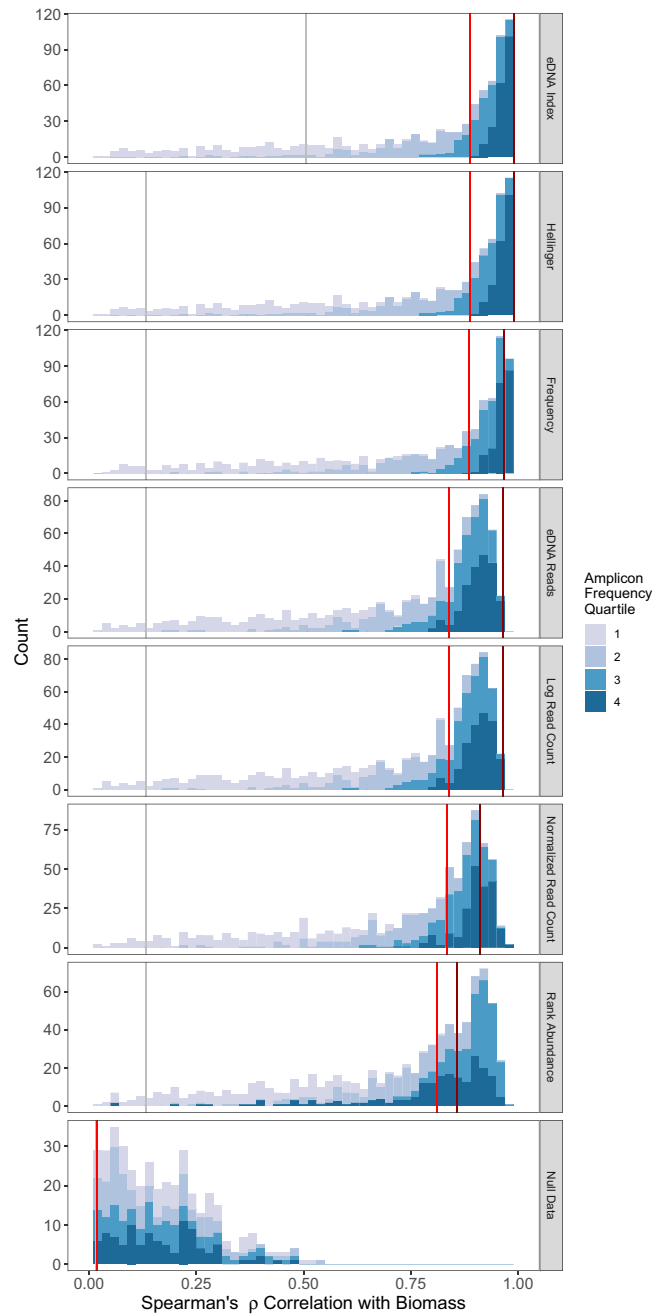 120
90
60
30
0
eDNA Index
120
90
60
30
0
Hellinger
120
90
60
30
0
Frequency
80
60
40
20
0
eDNA Reads
80
60
40
20
0
Log Read Count
75
50
25
0
Normalized Read Count
60
40
20
0
Rank Abundance
30
20
10
0
Null Data
Count
0.00 0.25 0.50 0.75 1.00
Spearman's ρ Correlation with Biomass
Amplicon
Frequency
Quartile
1
2
3
4